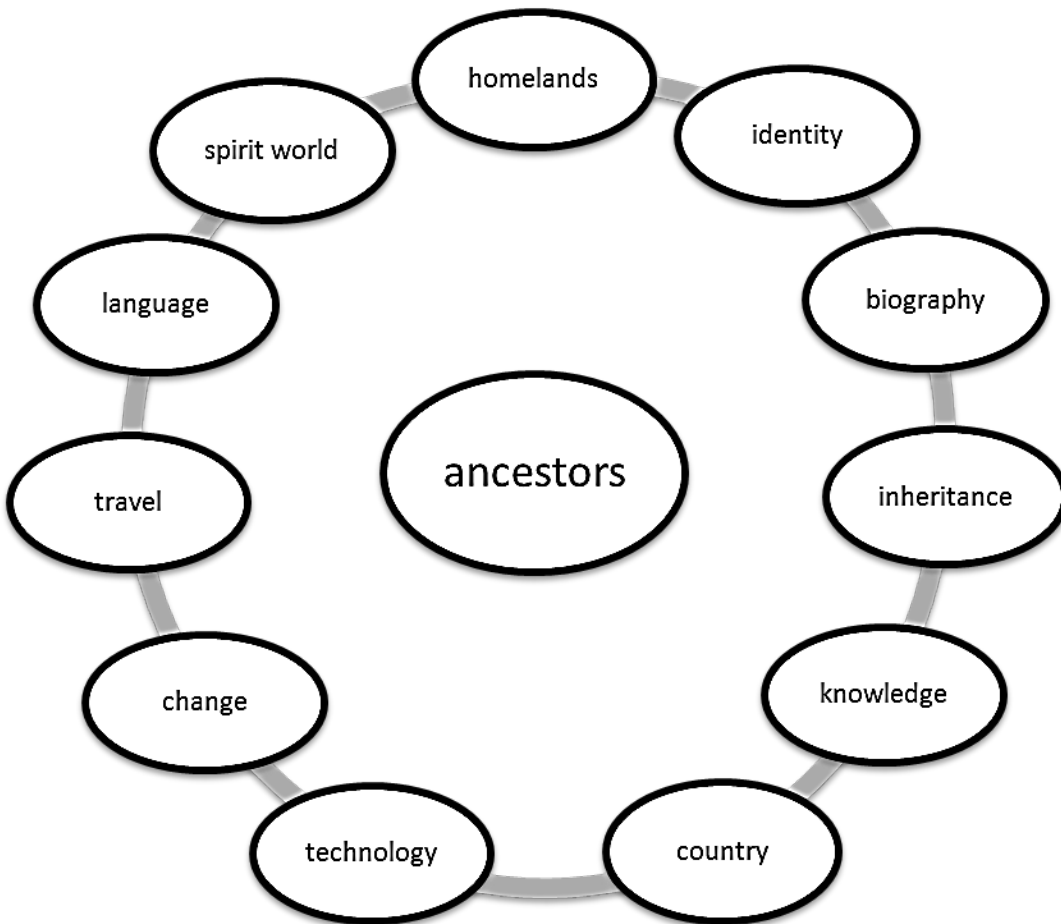 homelands
identity
spirit world
biography
language
ancestors
inheritance
travel
knowledge
change
technology
country